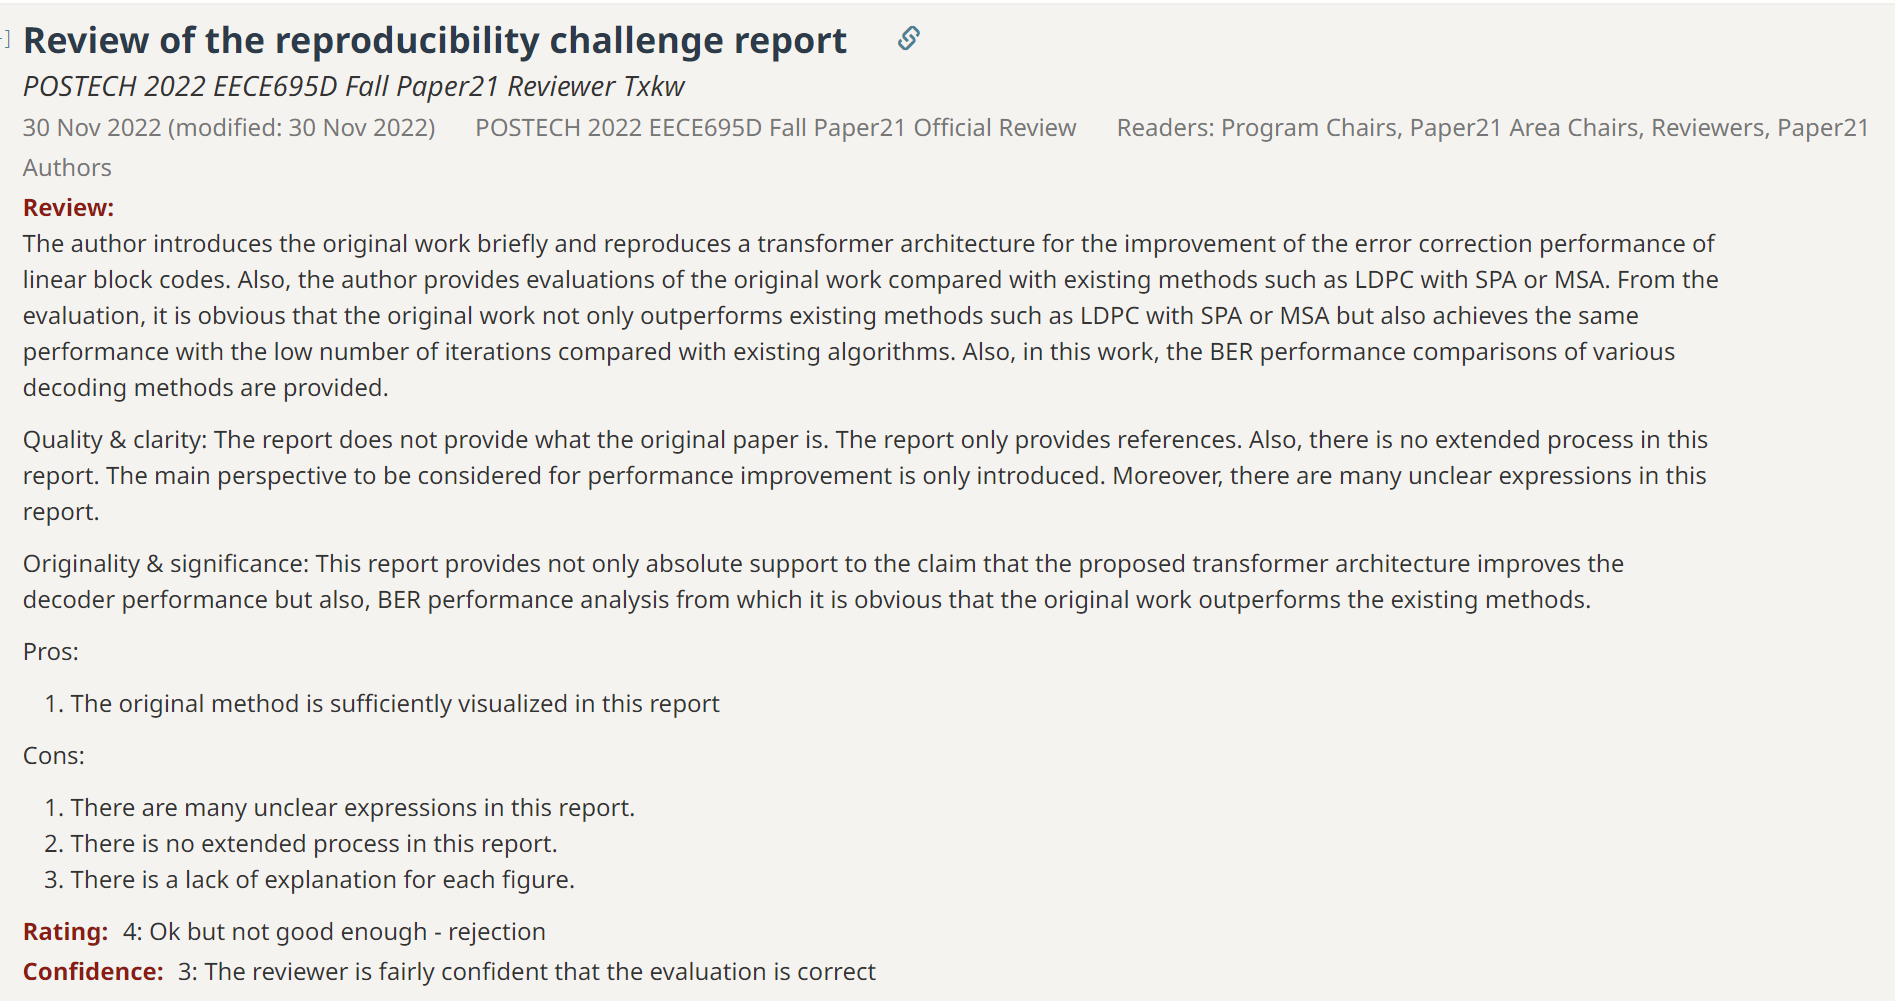 -]
Review of the reproducibility challenge report
POSTECH 2022 EECE695D Fall Paper21 Reviewer Txkw
30 Nov 2022 (modified: 30 Nov 2022) POSTECH 2022 EECE695D Fall Paper21 Official Review Readers: Program Chairs, Paper21 Area Chairs, Reviewers, Paper21
Authors
Review:
The author introduces the original work briefly and reproduces a transformer architecture for the improvement of the error correction performance of
linear block codes. Also, the author provides evaluations of the original work compared with existing methods such as LDPC with SPA or MSA. From the
evaluation, it is obvious that the original work not only outperforms existing methods such as LDPC with SPA or MSA but also achieves the same
performance with the low number of iterations compared with existing algorithms. Also, in this work, the BER performance comparisons of various
decoding methods are provided.
Quality & clarity: The report does not provide what the original paper is. The report only provides references. Also, there is no extended process in this
report. The main perspective to be considered for performance improvement is only introduced. Moreover, there are many unclear expressions in this
report.
Originality & significance: This report provides not only absolute support to the claim that the proposed transformer architecture improves the
decoder performance but also, BER performance analysis from which it is obvious that the original work outperforms the existing methods.
Pros:
1. The original method is sufficiently visualized in this report
Cons:
1. There are many unclear expressions in this report.
2. There is no extended process in this report.
3. There is a lack of explanation for each figure.
Rating: 4: Ok but not good enough - rejection
Confidence: 3: The reviewer is fairly confident that the evaluation is correct